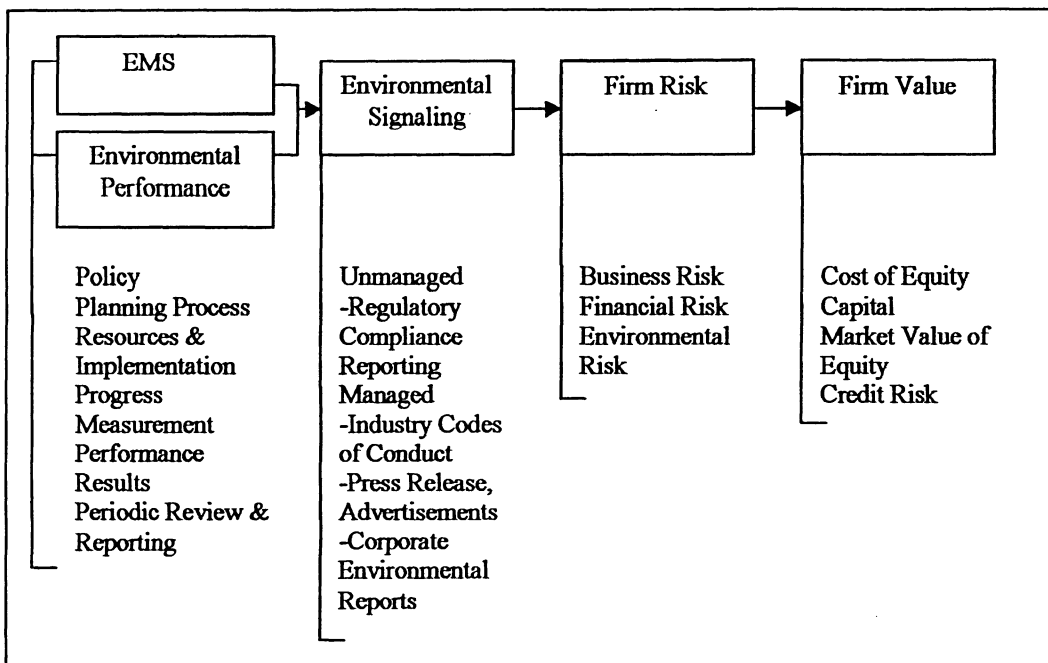 EMS
Environmental
Performance
Environmental
Signaling
Firm Risk
Firm Value
Policy
Planning Process
Resources &
Implementation
Progress
Measurement
Performance
Results
Periodic Review &
Reporting
Unmanaged
-Regulatory
Compliance
Reporting
Managed
-Industry Codes
of Conduct
-Press Release,
Advertisements
-Corporate
Environmental
Reports
Business Risk
Financial Risk
Environmental
Risk
Cost of Equity
Capital
Market Value of
Equity
Credit Risk